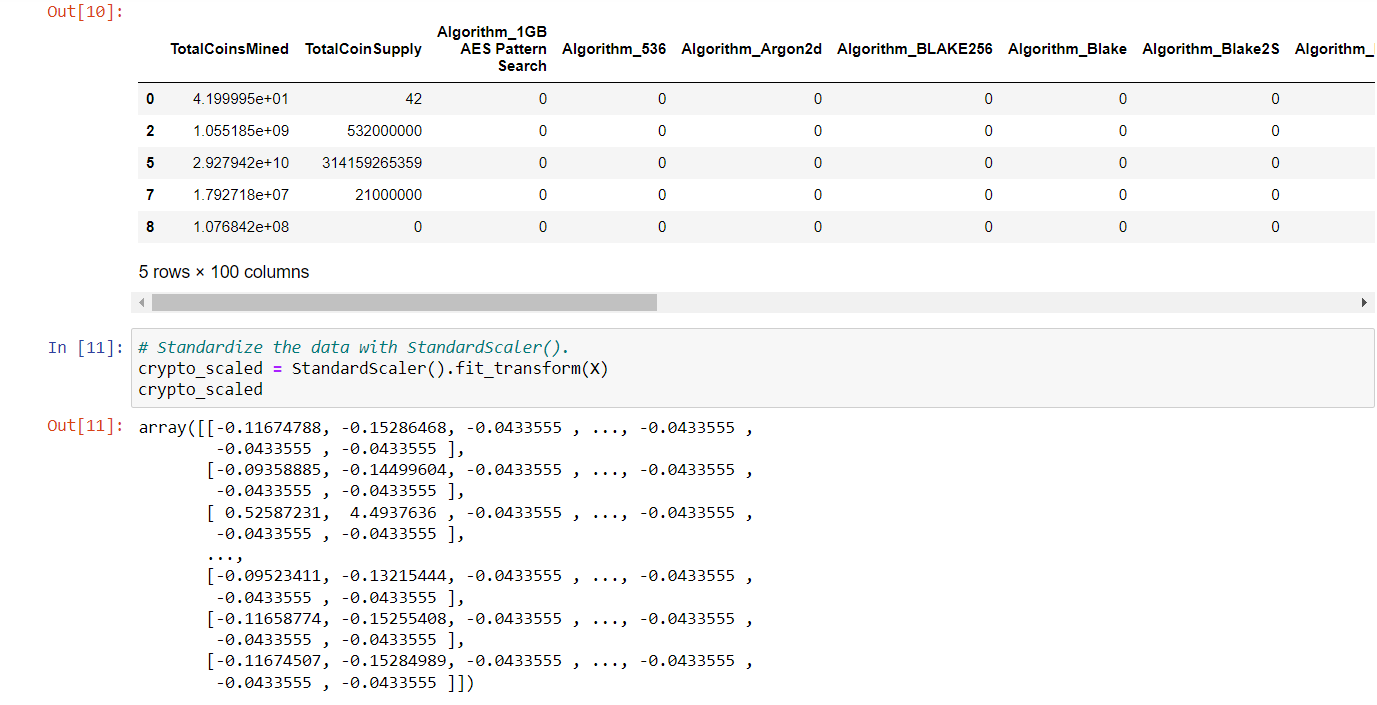 Out[10]:
TotalCoinsMined TotalCoinSupply Algorithm_1GB AES Pattern Search Algorithm_536 Algorithm_Argon2d Algorithm_BLAKE256 Algorithm_Blake Algorithm_Blake2S Algorithm_
0 4.199995e+01 42 0 0 0 0 0 0
2 1.055185e+09 532000000 0 0 0 0 0 0
5 2.927942e+10 314159265359 0 0 0 0 0 0
7 1.792718e+07 21000000 0 0 0 0 0 0
8 1.076842e+08 0 0 0 0 0 0 0
5 rows × 100 columns
In [11]: # Standardize the data with StandardScaler().
crypto_scaled = StandardScaler().fit_transform(X)
crypto_scaled
Out[11]: array([[-0.11674788, -0.15286468, -0.0433555 , ..., -0.0433555 ,
-0.0433555 , -0.0433555 ],
[-0.09358885, -0.14499604, -0.0433555 , ..., -0.0433555 ,
-0.0433555 , -0.0433555 ],
[ 0.52587231, 4.4937636 , -0.0433555 , ..., -0.0433555 ,
-0.0433555 , -0.0433555 ],
...,
[-0.09523411, -0.13215444, -0.0433555 , ..., -0.0433555 ,
-0.0433555 , -0.0433555 ],
[-0.11658774, -0.15255408, -0.0433555 , ..., -0.0433555 ,
-0.0433555 , -0.0433555 ],
[-0.11674507, -0.15284989, -0.0433555 , ..., -0.0433555 ,
-0.0433555 , -0.0433555 ]])